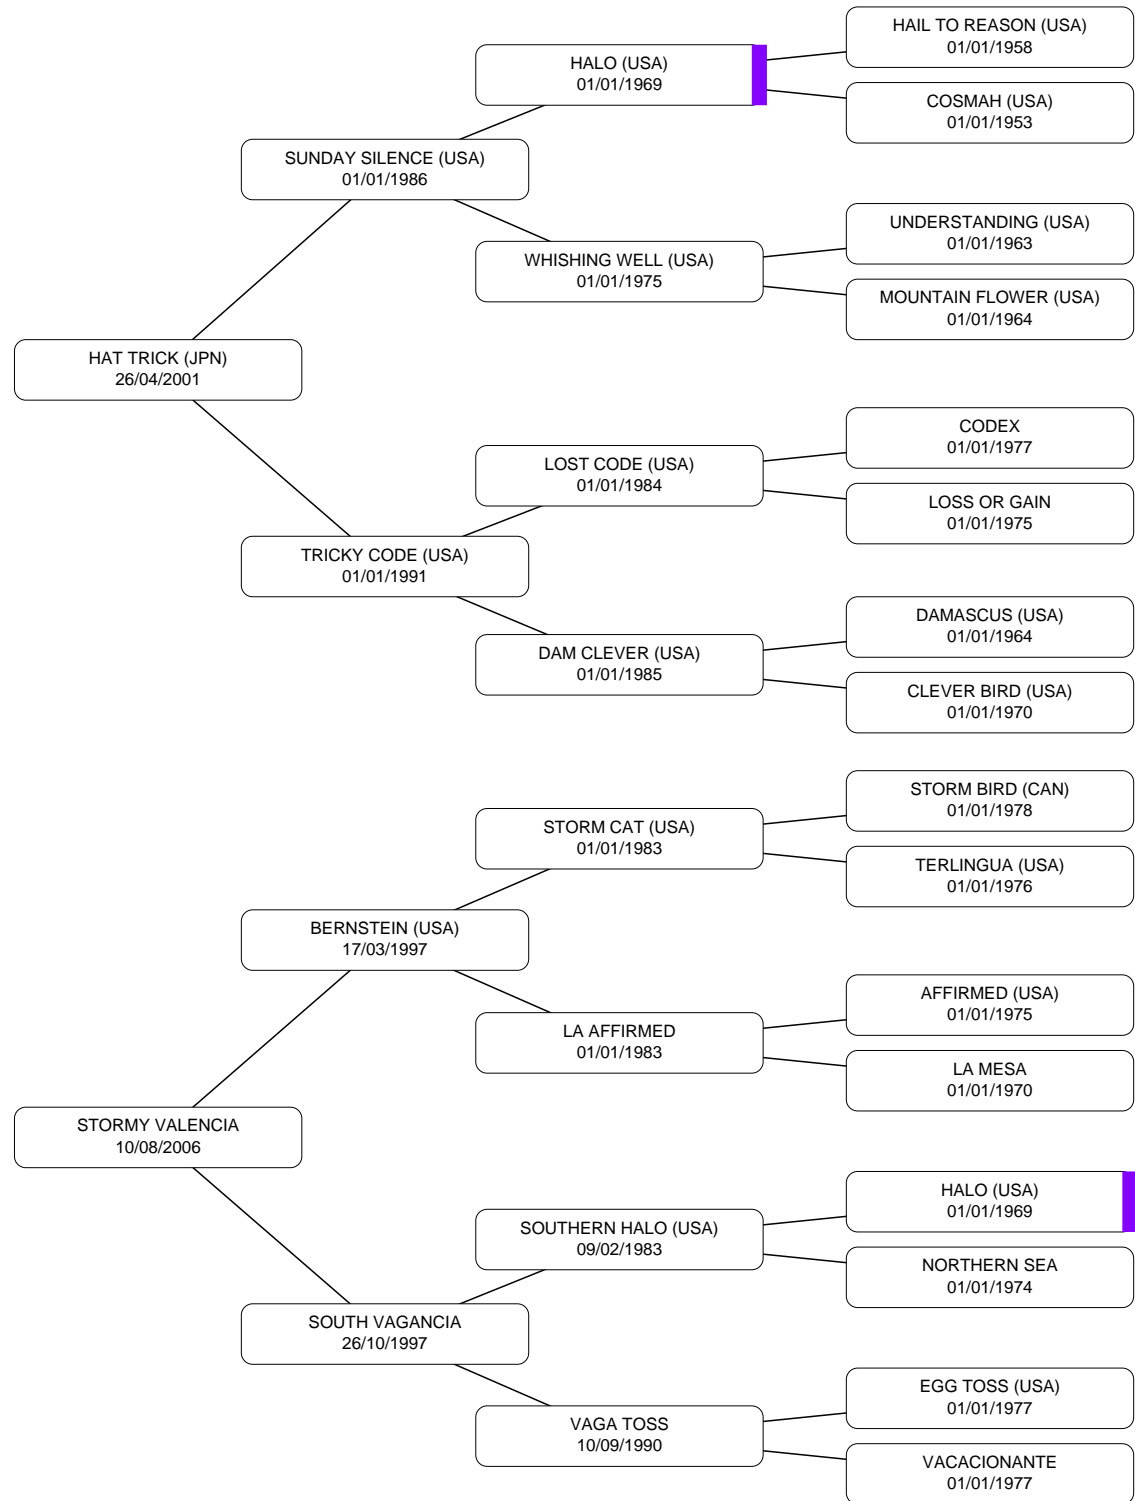 HAIL TO REASON (USA)
01/01/1958
HALO (USA)
01/01/1969
COSMAH (USA)
01/01/1953
SUNDAY SILENCE (USA)
01/01/1986
UNDERSTANDING (USA)
01/01/1963
WHISHING WELL (USA)
01/01/1975
MOUNTAIN FLOWER (USA)
01/01/1964
HAT TRICK (JPN)
26/04/2001
CODEX
01/01/1977
LOST CODE (USA)
01/01/1984
LOSS OR GAIN
01/01/1975
TRICKY CODE (USA)
01/01/1991
DAMASCUS (USA)
01/01/1964
DAM CLEVER (USA)
01/01/1985
CLEVER BIRD (USA)
01/01/1970
STORM BIRD (CAN)
01/01/1978
STORM CAT (USA)
01/01/1983
TERLINGUA (USA)
01/01/1976
BERNSTEIN (USA)
17/03/1997
AFFIRMED (USA)
01/01/1975
LA AFFIRMED
01/01/1983
LA MESA
01/01/1970
STORMY VALENCIA
10/08/2006
HALO (USA)
01/01/1969
SOUTHERN HALO (USA)
09/02/1983
NORTHERN SEA
01/01/1974
SOUTH VAGANCIA
26/10/1997
EGG TOSS (USA)
01/01/1977
VAGA TOSS
10/09/1990
VACACIONANTE
01/01/1977